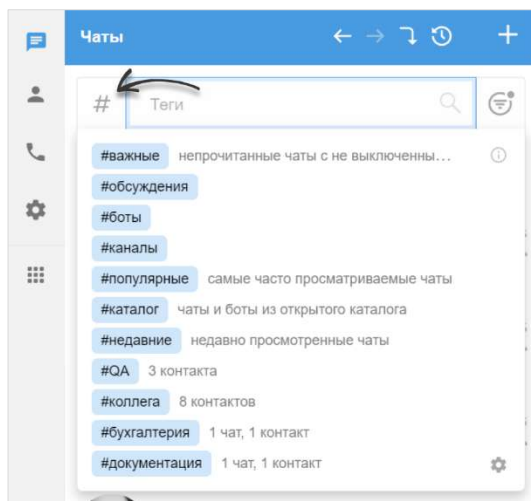 Чаты
# Теги
#важные непрочитанные чаты с не выключенны...
#обсуждения
#боты
#каналы
#популярные самые часто просматриваемые чаты
#каталог чаты и боты из открытого каталога
#недавние недавно просмотренные чаты
#QA 3 контакта
#коллега 8 контактов
#бухгалтерия 1 чат, 1 контакт
#документация 1 чат, 1 контакт